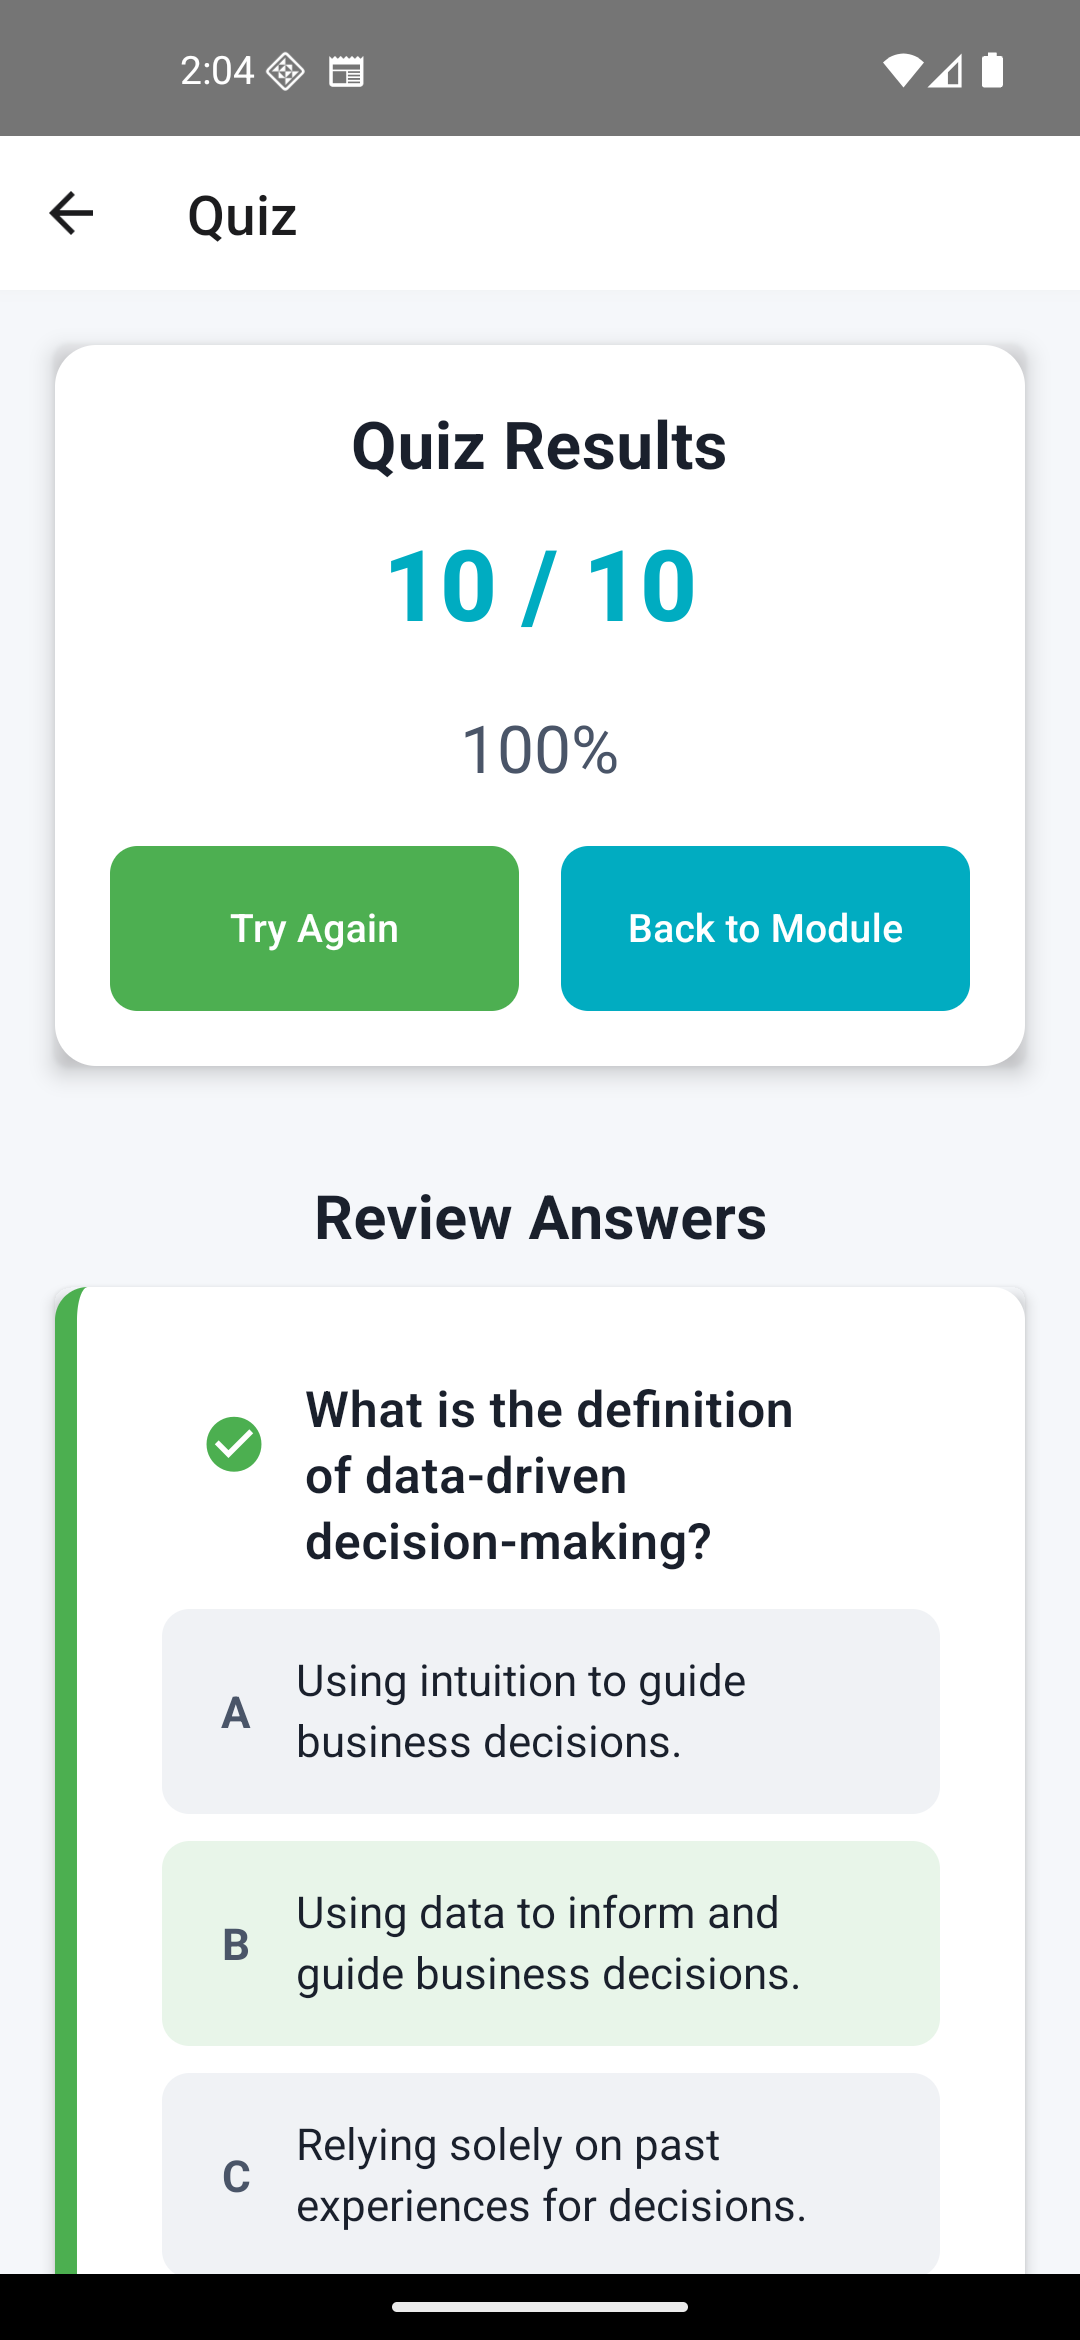 2:04
Quiz
Quiz Results
10 / 10
100%
Try Again
Back to Module
Review Answers
What is the definition
of data-driven
decision-making?
A
Using intuition to guide
business decisions.
B
Using data to inform and
guide business decisions.
C
Relying solely on past
experiences for decisions.